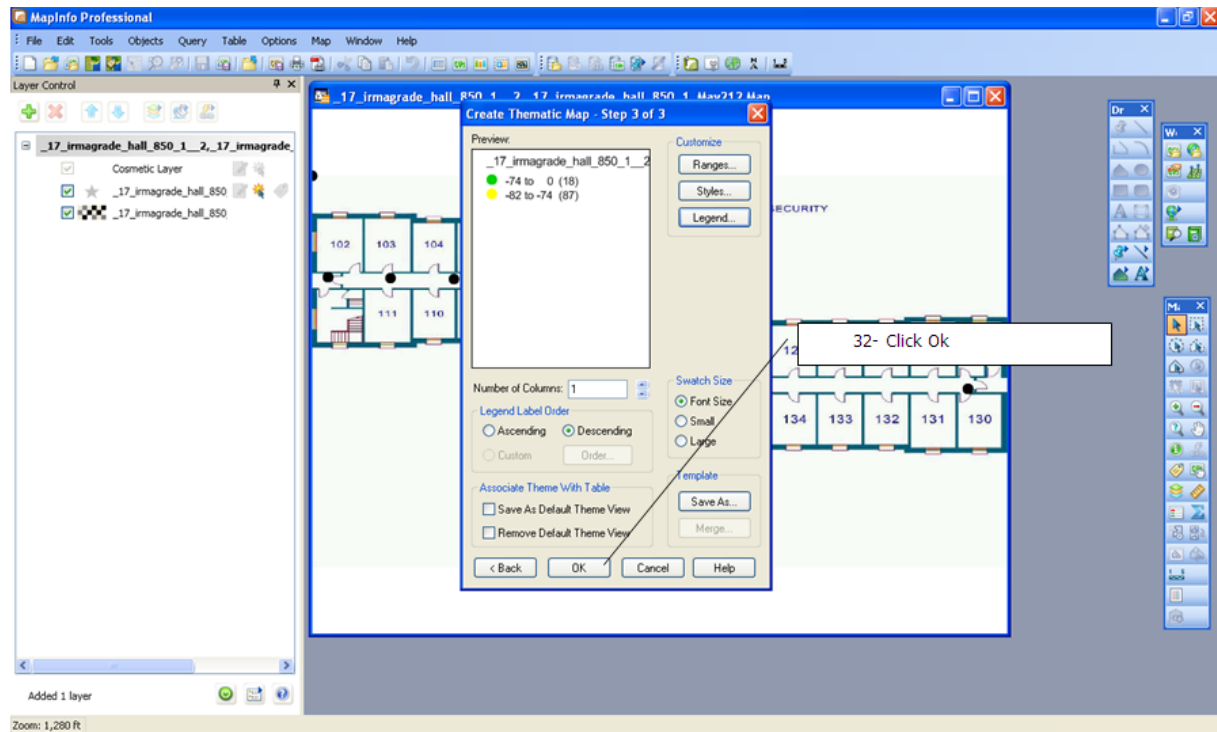 MapInfo Professional
File Edit Tools Objects Query Table Options Map Window Help
Layer Control
_17_irmagrade_hall_850_1__2,_17_irmagrade_
Cosmetic Layer
_17_irmagrade_hall_850
_17_irmagrade_hall_850
Added 1 layer
Zoom: 1,280 ft
_17_irmagrade_hall_850_1__2,_17_irmagrade_hall_850_1_May212 Map
Create Thematic Map - Step 3 of 3
Preview:
_17_irmagrade_hall_850_1__2
-74 to 0 (18)
-82 to -74 (87)
Customize
Ranges...
Styles...
Legend...
Number of Columns: 1
Legend Label Order
Ascending Descending
Custom Order...
Swatch Size
Font Size
Small
Large
Associate Theme With Table
Save As Default Theme View
Remove Default Theme View
Template
Save As...
Merge...
< Back OK Cancel Help
102 103 104
111 110
SECURITY
32- Click Ok
12
134 133 132 131 130
Dr
W
M